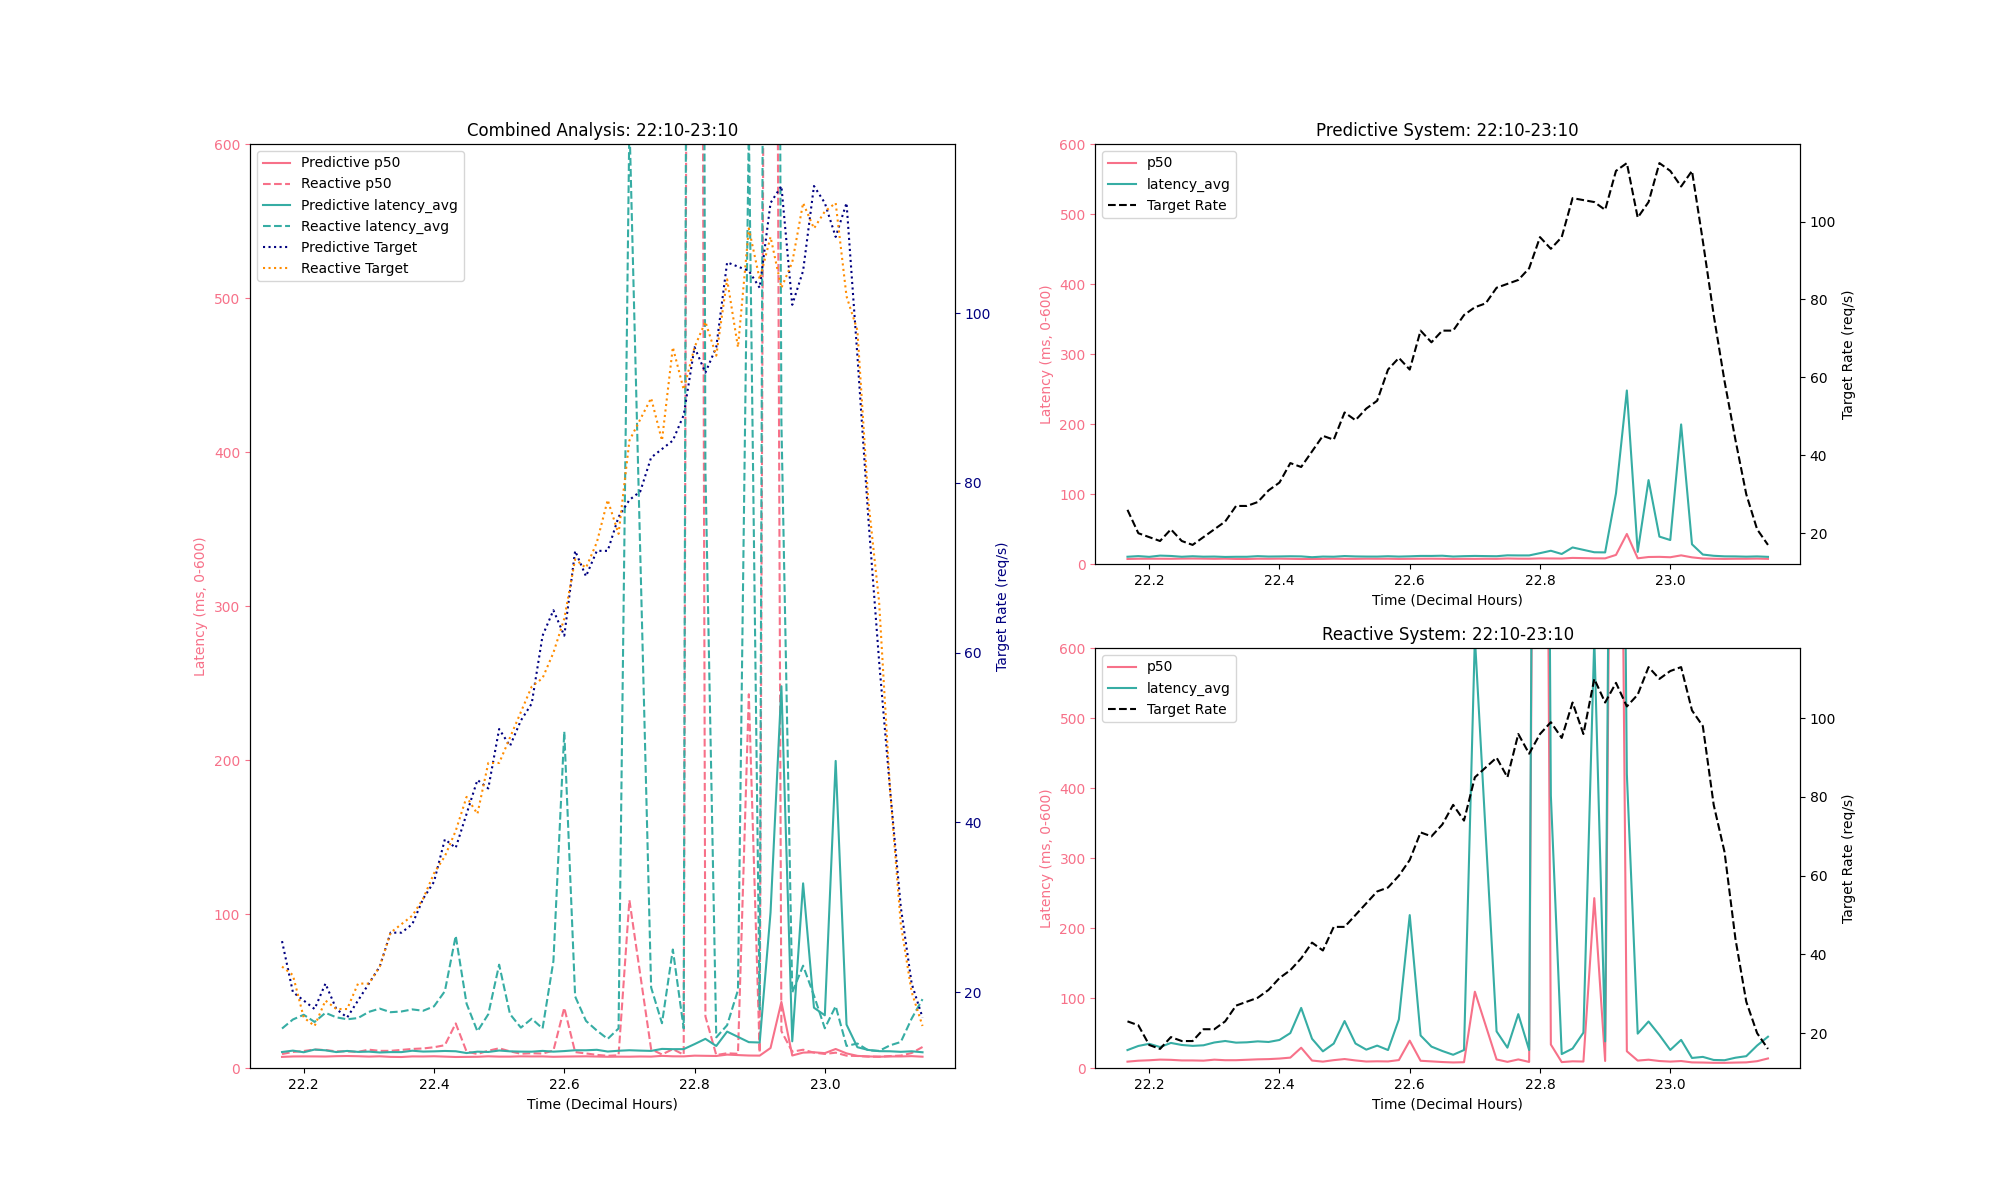 Combined Analysis: 22:10-23:10
Predictive p50
Reactive p50
Predictive latency_avg
Reactive latency_avg
Predictive Target
Reactive Target
600
500
400
300
200
100
0
Latency (ms, 0-600)
100
80
60
40
20
Target Rate (req/s)
22.2 22.4 22.6 22.8 23.0
Time (Decimal Hours)
Predictive System: 22:10-23:10
p50
latency_avg
Target Rate
600
500
400
300
200
100
0
Latency (ms, 0-600)
100
80
60
40
20
Target Rate (req/s)
22.2 22.4 22.6 22.8 23.0
Time (Decimal Hours)
Reactive System: 22:10-23:10
p50
latency_avg
Target Rate
600
500
400
300
200
100
0
Latency (ms, 0-600)
100
80
60
40
20
Target Rate (req/s)
22.2 22.4 22.6 22.8 23.0
Time (Decimal Hours)